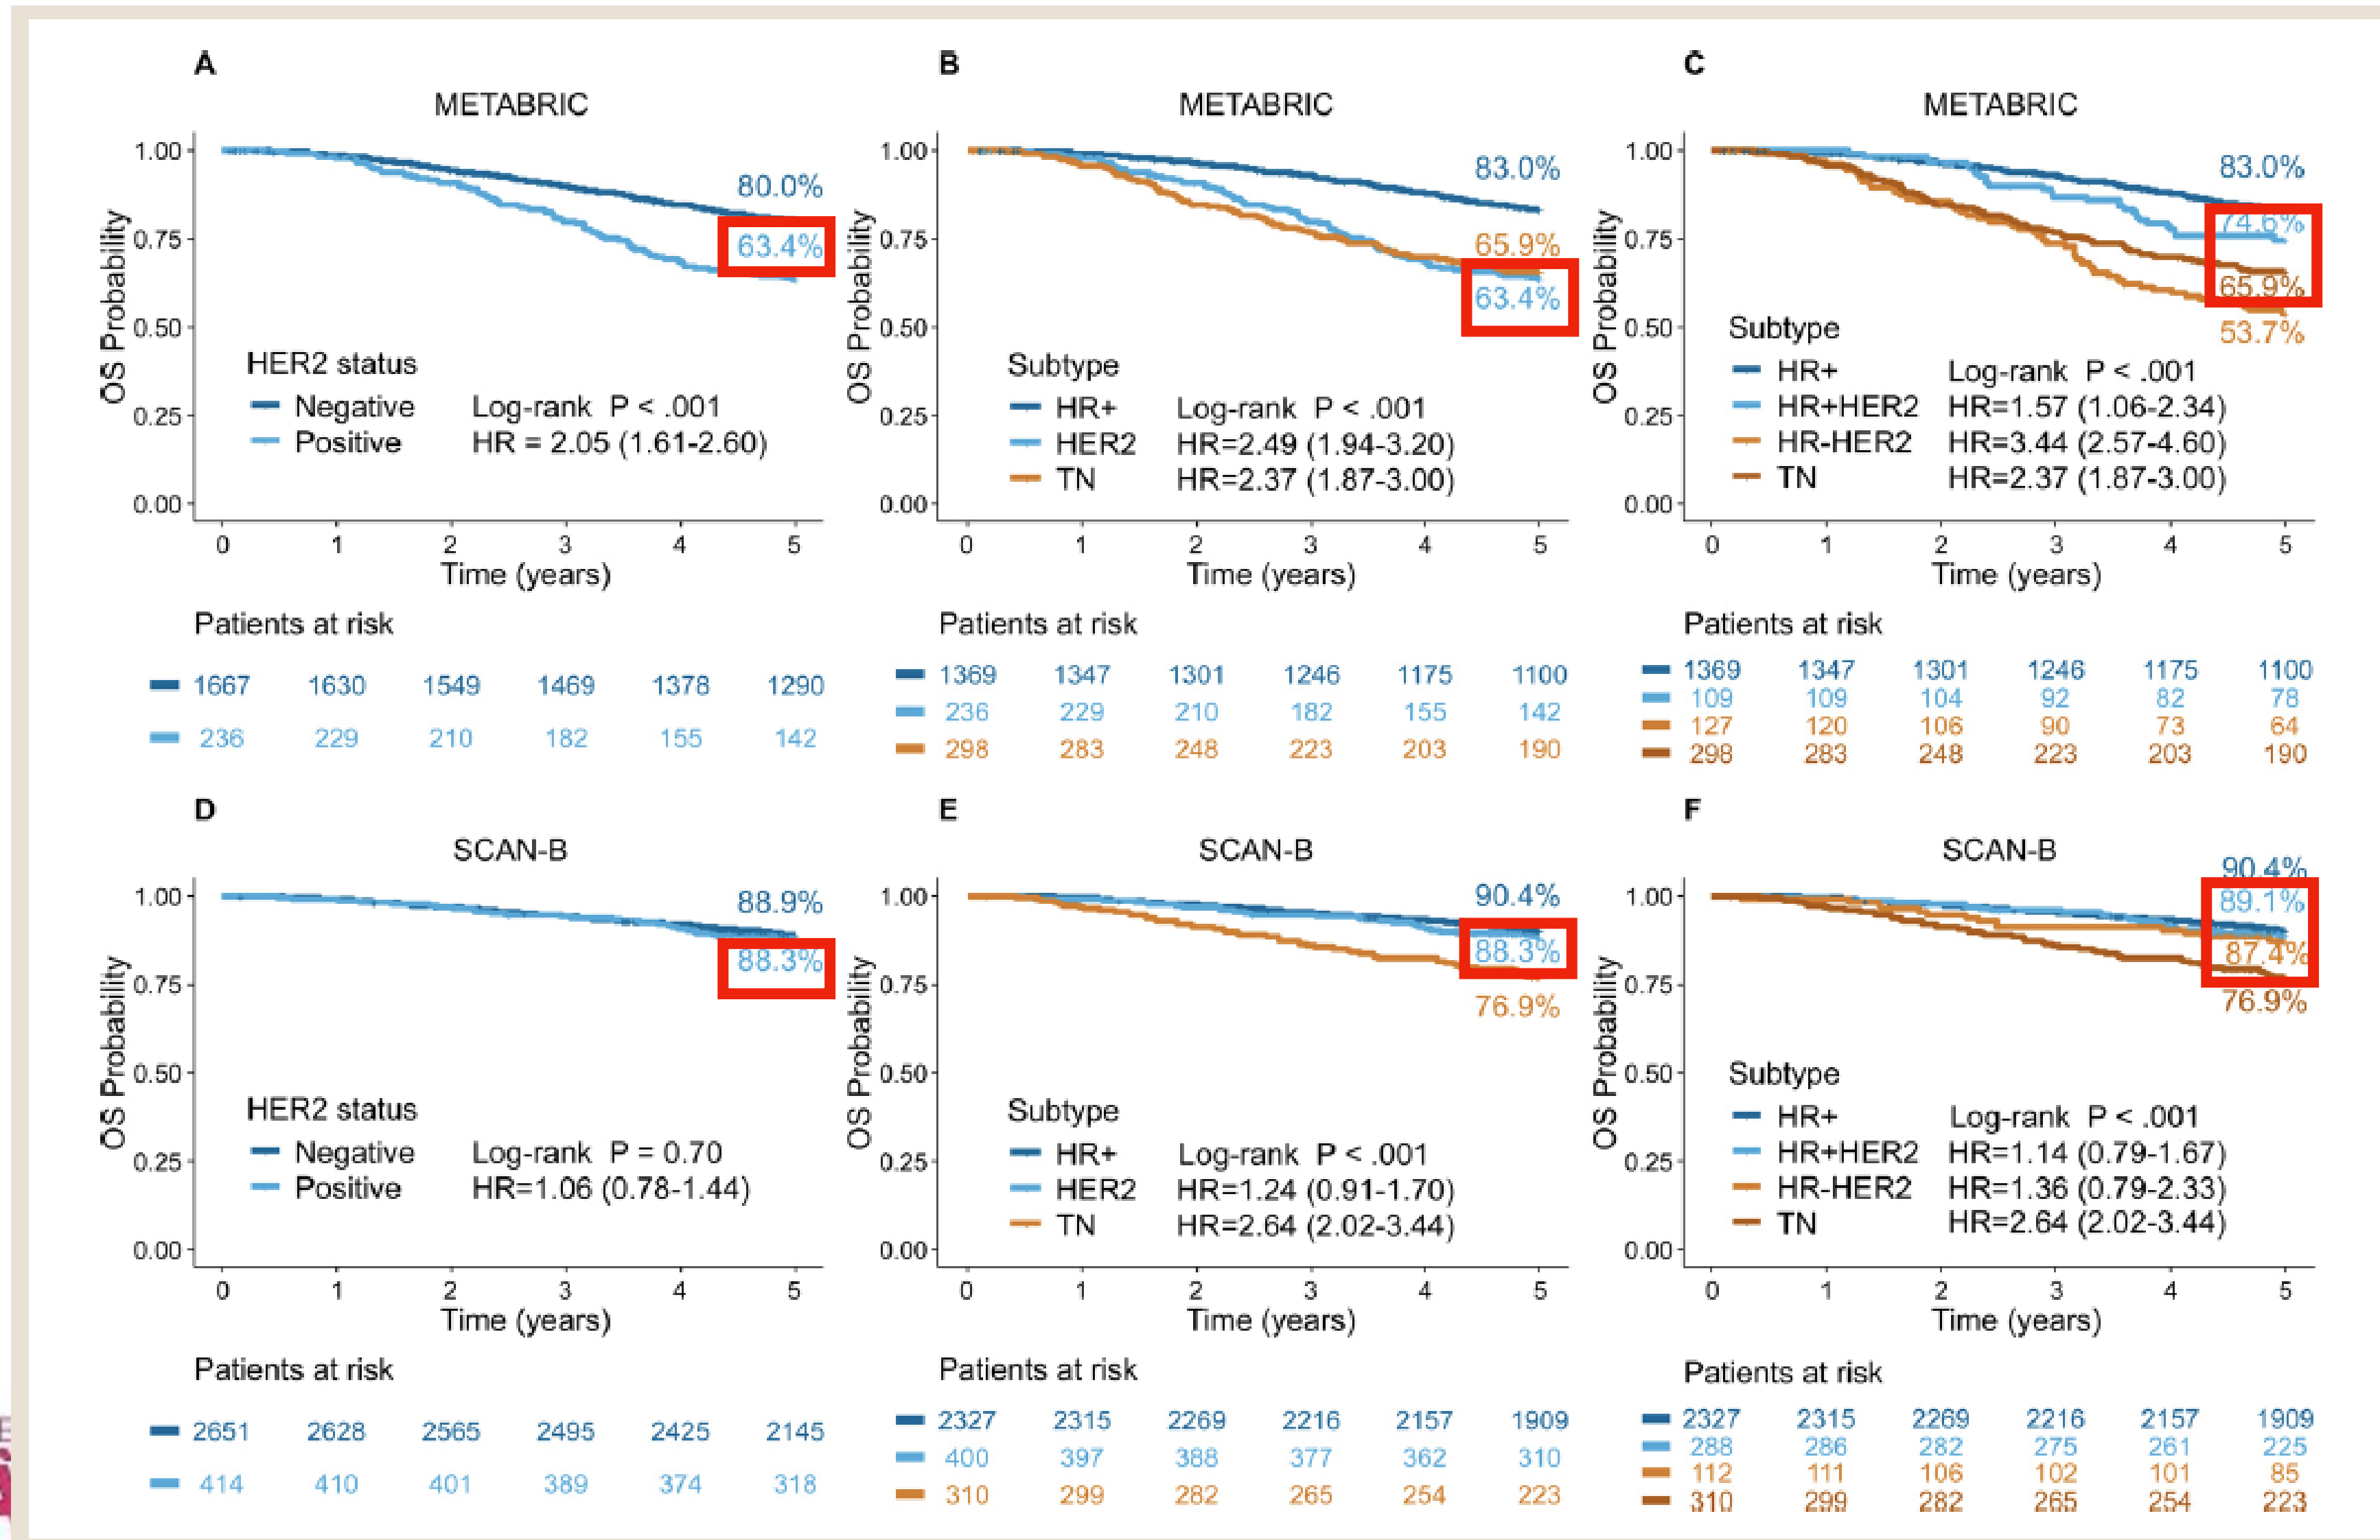 A
METABRIC
OS Probability
1.00
0.75
0.50
0.25
0.00
80.0%
63.4%
HER2 status
Negative Log-rank P < .001
Positive HR = 2.05 (1.61-2.60)
0 1 2 3 4 5
Time (years)
Patients at risk
1667 1630 1549 1469 1378 1290
236 229 210 182 155 142
B
METABRIC
OS Probability
1.00
0.75
0.50
0.25
0.00
83.0%
65.9%
63.4%
Subtype
HR+ Log-rank P < .001
HER2 HR=2.49 (1.94-3.20)
TN HR=2.37 (1.87-3.00)
0 1 2 3 4 5
Time (years)
Patients at risk
1369 1347 1301 1246 1175 1100
236 229 210 182 155 142
298 283 248 223 203 190
C
METABRIC
OS Probability
1.00
0.75
0.50
0.25
0.00
83.0%
74.6%
65.9%
53.7%
Subtype
HR+ Log-rank P < .001
HR+HER2 HR=1.57 (1.06-2.34)
HR-HER2 HR=3.44 (2.57-4.60)
TN HR=2.37 (1.87-3.00)
0 1 2 3 4 5
Time (years)
Patients at risk
1369 1347 1301 1246 1175 1100
109 109 104 92 82 78
127 120 106 90 73 64
298 283 248 223 203 190
D
SCAN-B
OS Probability
1.00
0.75
0.50
0.25
0.00
88.9%
88.3%
HER2 status
Negative Log-rank P = 0.70
Positive HR=1.06 (0.78-1.44)
0 1 2 3 4 5
Time (years)
Patients at risk
2651 2628 2565 2495 2425 2145
414 410 401 389 374 318
E
SCAN-B
OS Probability
1.00
0.75
0.50
0.25
0.00
90.4%
88.3%
76.9%
Subtype
HR+ Log-rank P < .001
HER2 HR=1.24 (0.91-1.70)
TN HR=2.64 (2.02-3.44)
0 1 2 3 4 5
Time (years)
Patients at risk
2327 2315 2269 2216 2157 1909
400 397 388 377 362 310
310 299 282 265 254 223
F
SCAN-B
OS Probability
1.00
0.75
0.50
0.25
0.00
90.4%
89.1%
87.4%
76.9%
Subtype
HR+ Log-rank P < .001
HR+HER2 HR=1.14 (0.79-1.67)
HR-HER2 HR=1.36 (0.79-2.33)
TN HR=2.64 (2.02-3.44)
0 1 2 3 4 5
Time (years)
Patients at risk
2327 2315 2269 2216 2157 1909
288 286 282 275 261 225
112 111 106 102 101 85
310 299 282 265 254 223